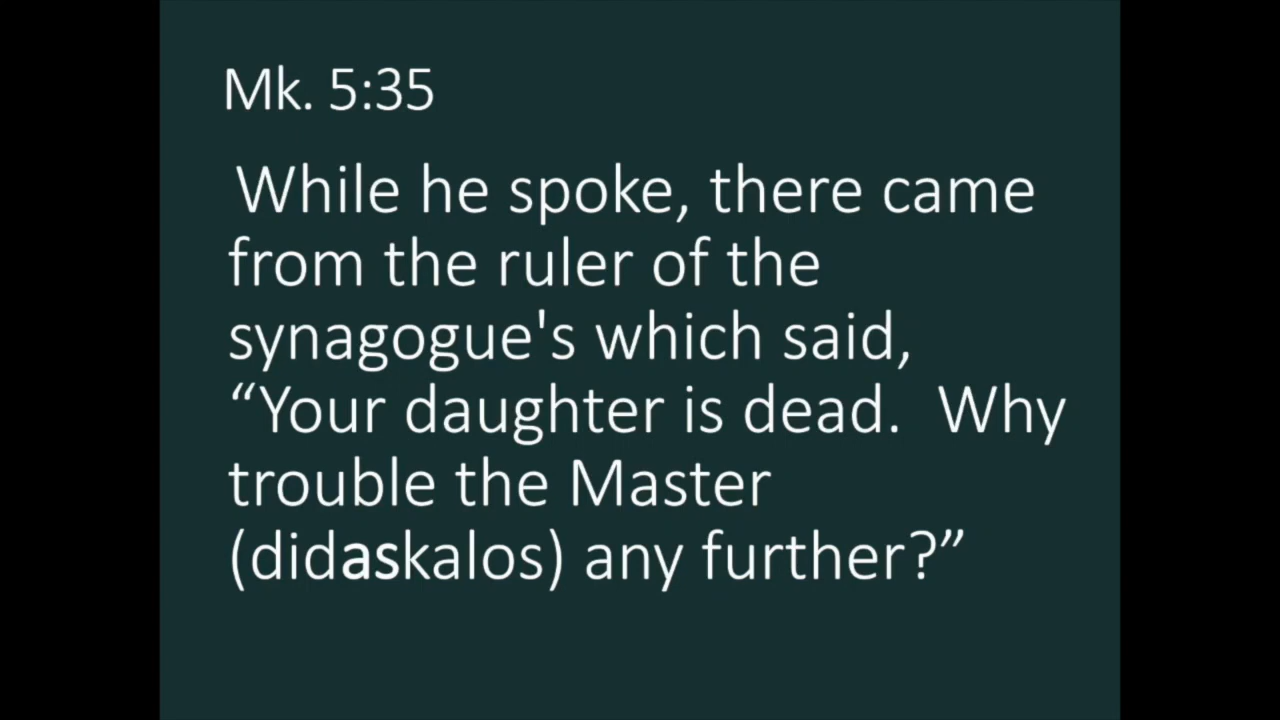 Mk. 5:35
While he spoke, there came
from the ruler of the
synagogue's which said,
“Your daughter is dead.  Why
trouble the Master
(didaskalos) any further?”